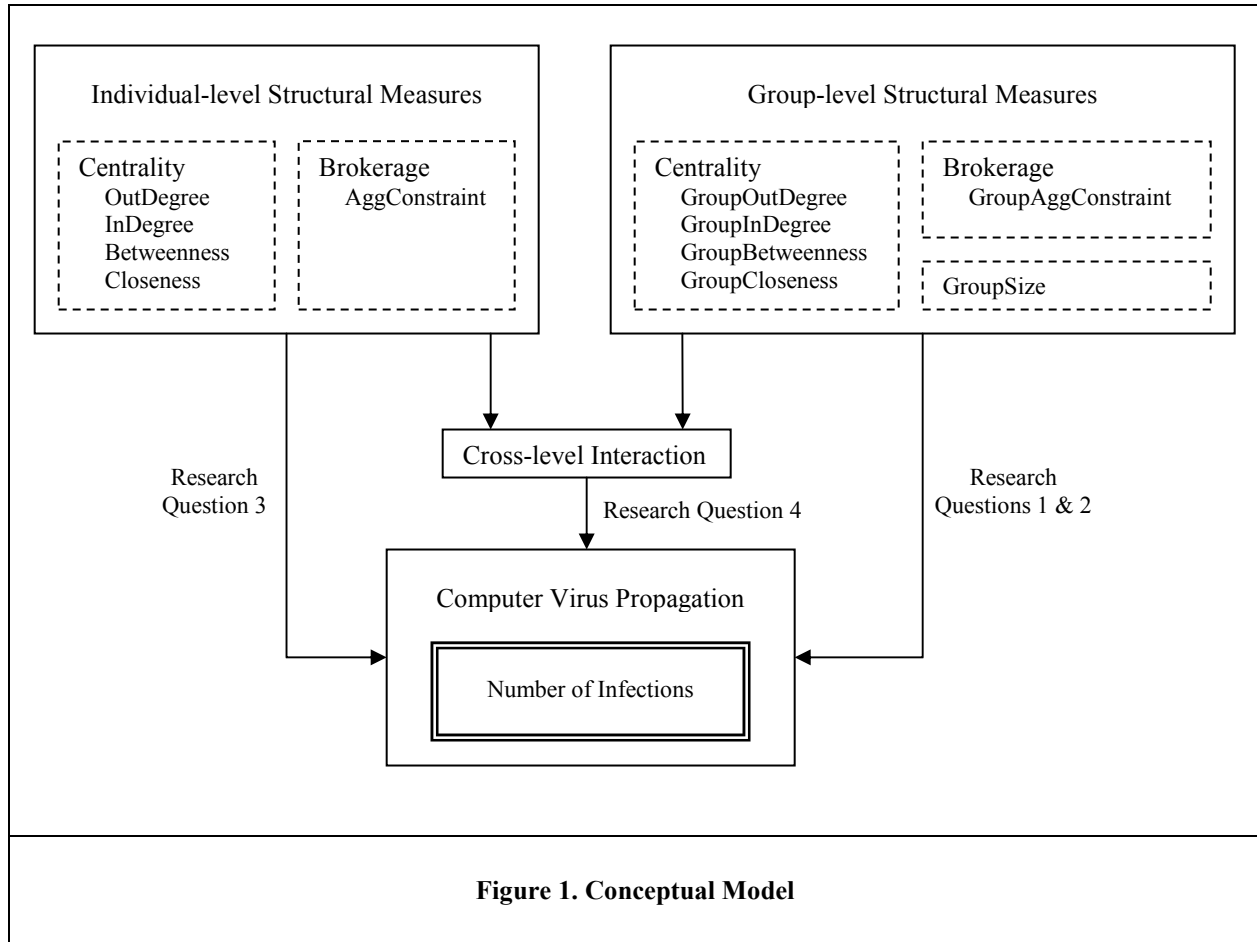 Individual-level Structural Measures
Centrality
OutDegree
InDegree
Betweenness
Closeness
Brokerage
AggConstraint
Group-level Structural Measures
Centrality
GroupOutDegree
GroupInDegree
GroupBetweenness
GroupCloseness
Brokerage
GroupAggConstraint
GroupSize
Cross-level Interaction
Research
Question 3
Research Question 4
Research
Questions 1 & 2
Computer Virus Propagation
Number of Infections
Figure 1. Conceptual Model